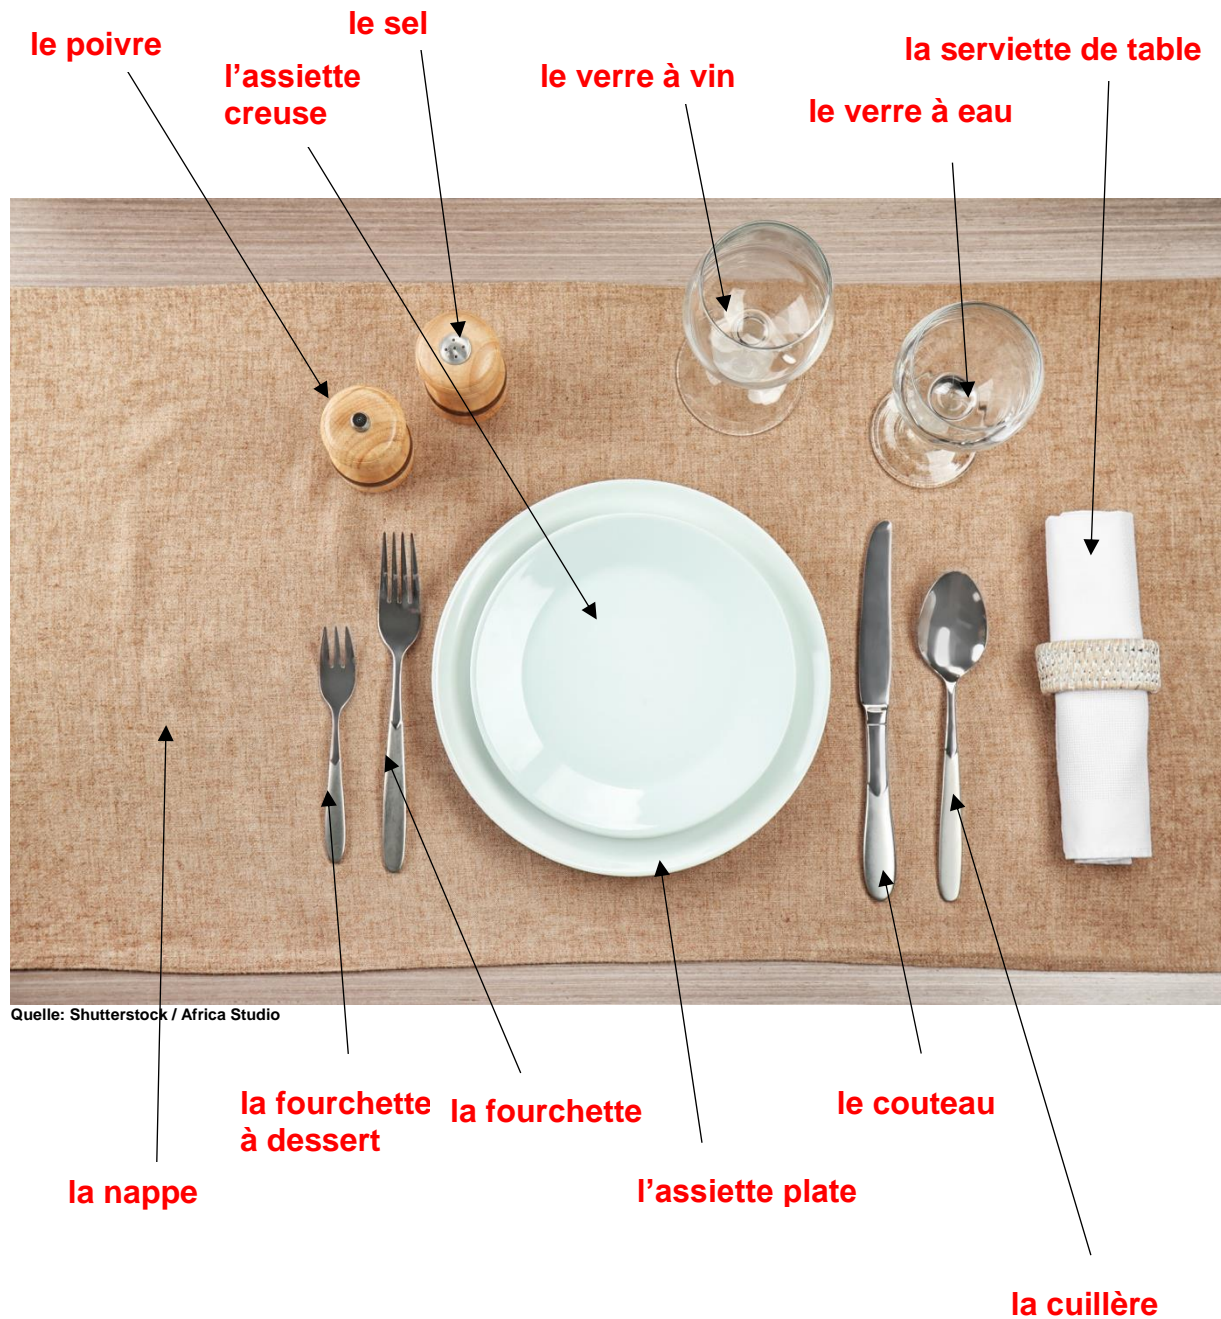 le sel
le poivre
la serviette de table
l’assiette
creuse
le verre à vin
le verre à eau
Quelle: Shutterstock / Africa Studio
la fourchette
à dessert
la fourchette
le couteau
la nappe
l’assiette plate
la cuillère